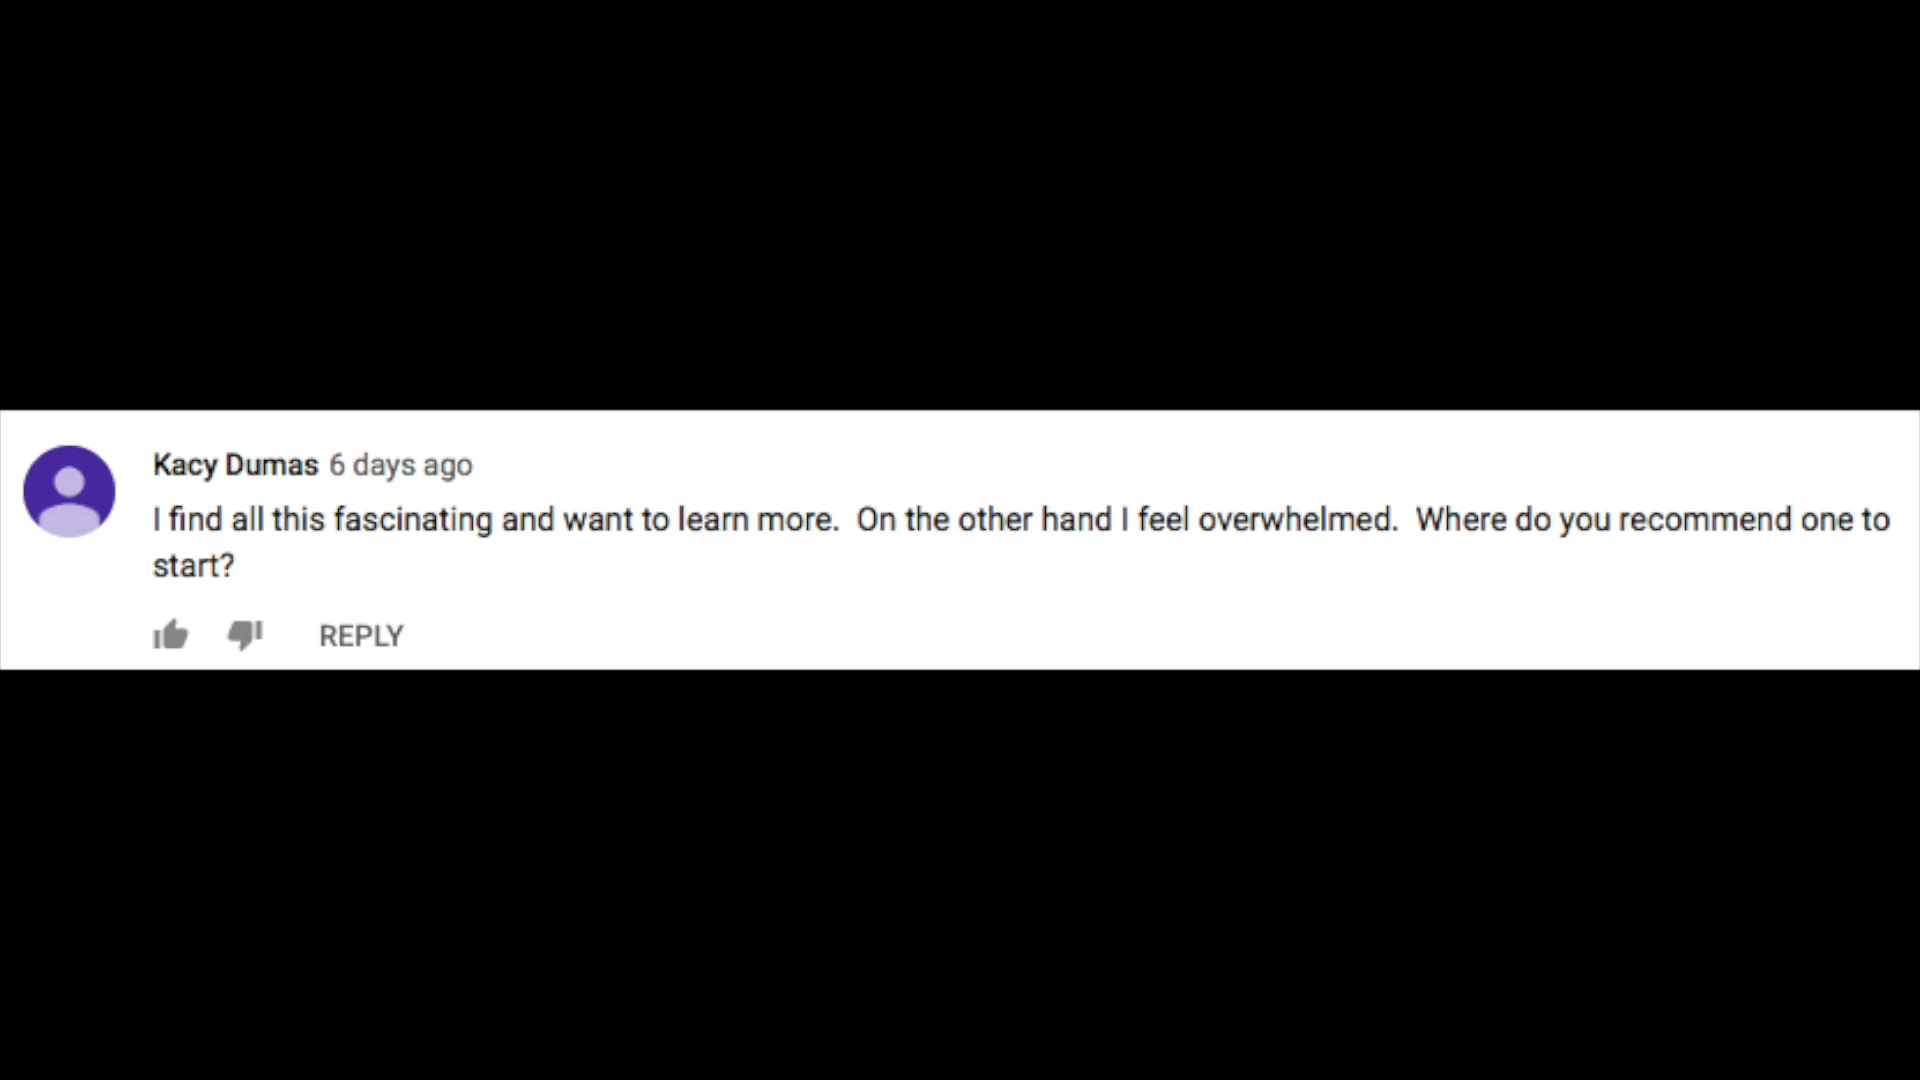 Kacy Dumas 6 days ago
I find all this fascinating and want to learn more.  On the other hand I feel overwhelmed.  Where do you recommend one to
start?
REPLY